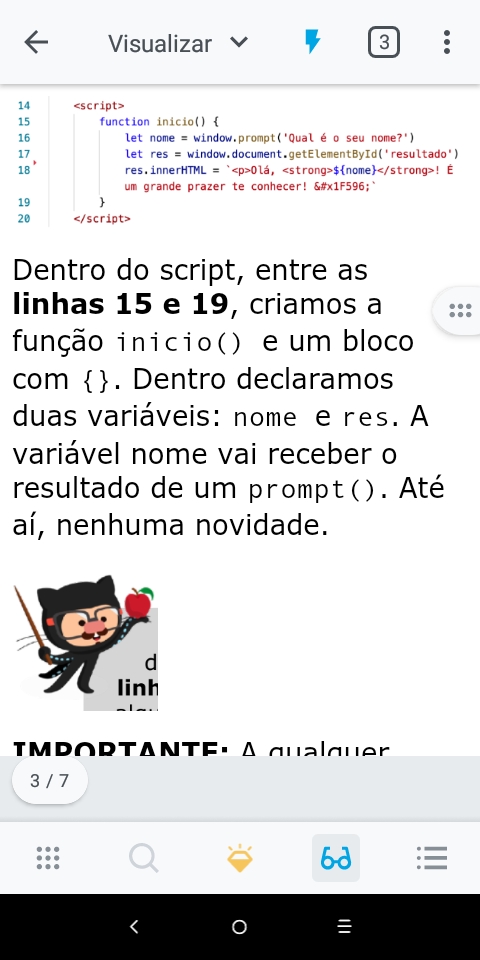 Visualizar
3
14 <script>
15 function inicio() {
16 let nome = window.prompt('Qual é o seu nome?')
17 let res = window.document.getElementById('resultado')
18 res.innerHTML = `<p>Olá, <strong>${nome}</strong>! É
um grande prazer te conhecer! &#x1F596;`
19 }
20 </script>
Dentro do script, entre as
linhas 15 e 19, criamos a
função inicio() e um bloco
com {}. Dentro declaramos
duas variáveis: nome e res. A
variável nome vai receber o
resultado de um prompt(). Até
aí, nenhuma novidade.
d
linh
IMPORTANTE: A qualquer
3 / 7